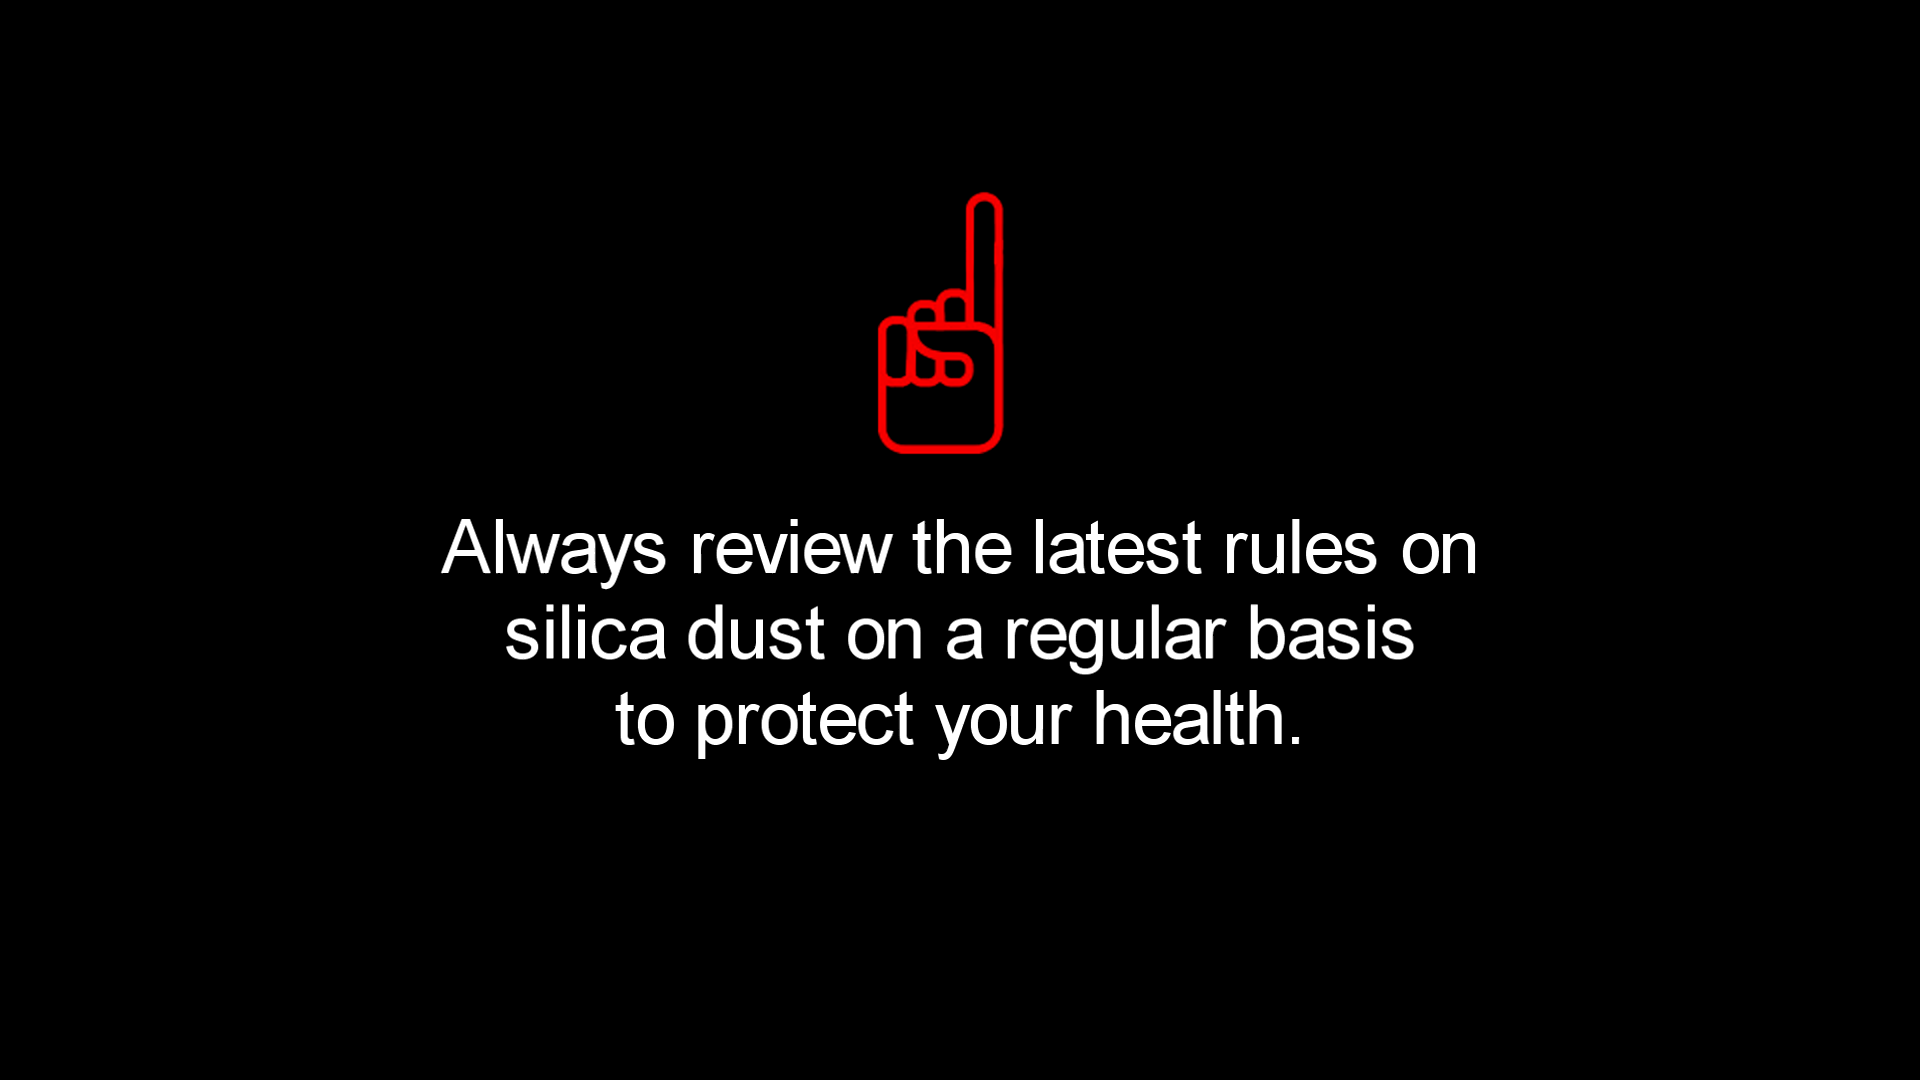 Always review the latest rules on
silica dust on a regular basis
to protect your health.